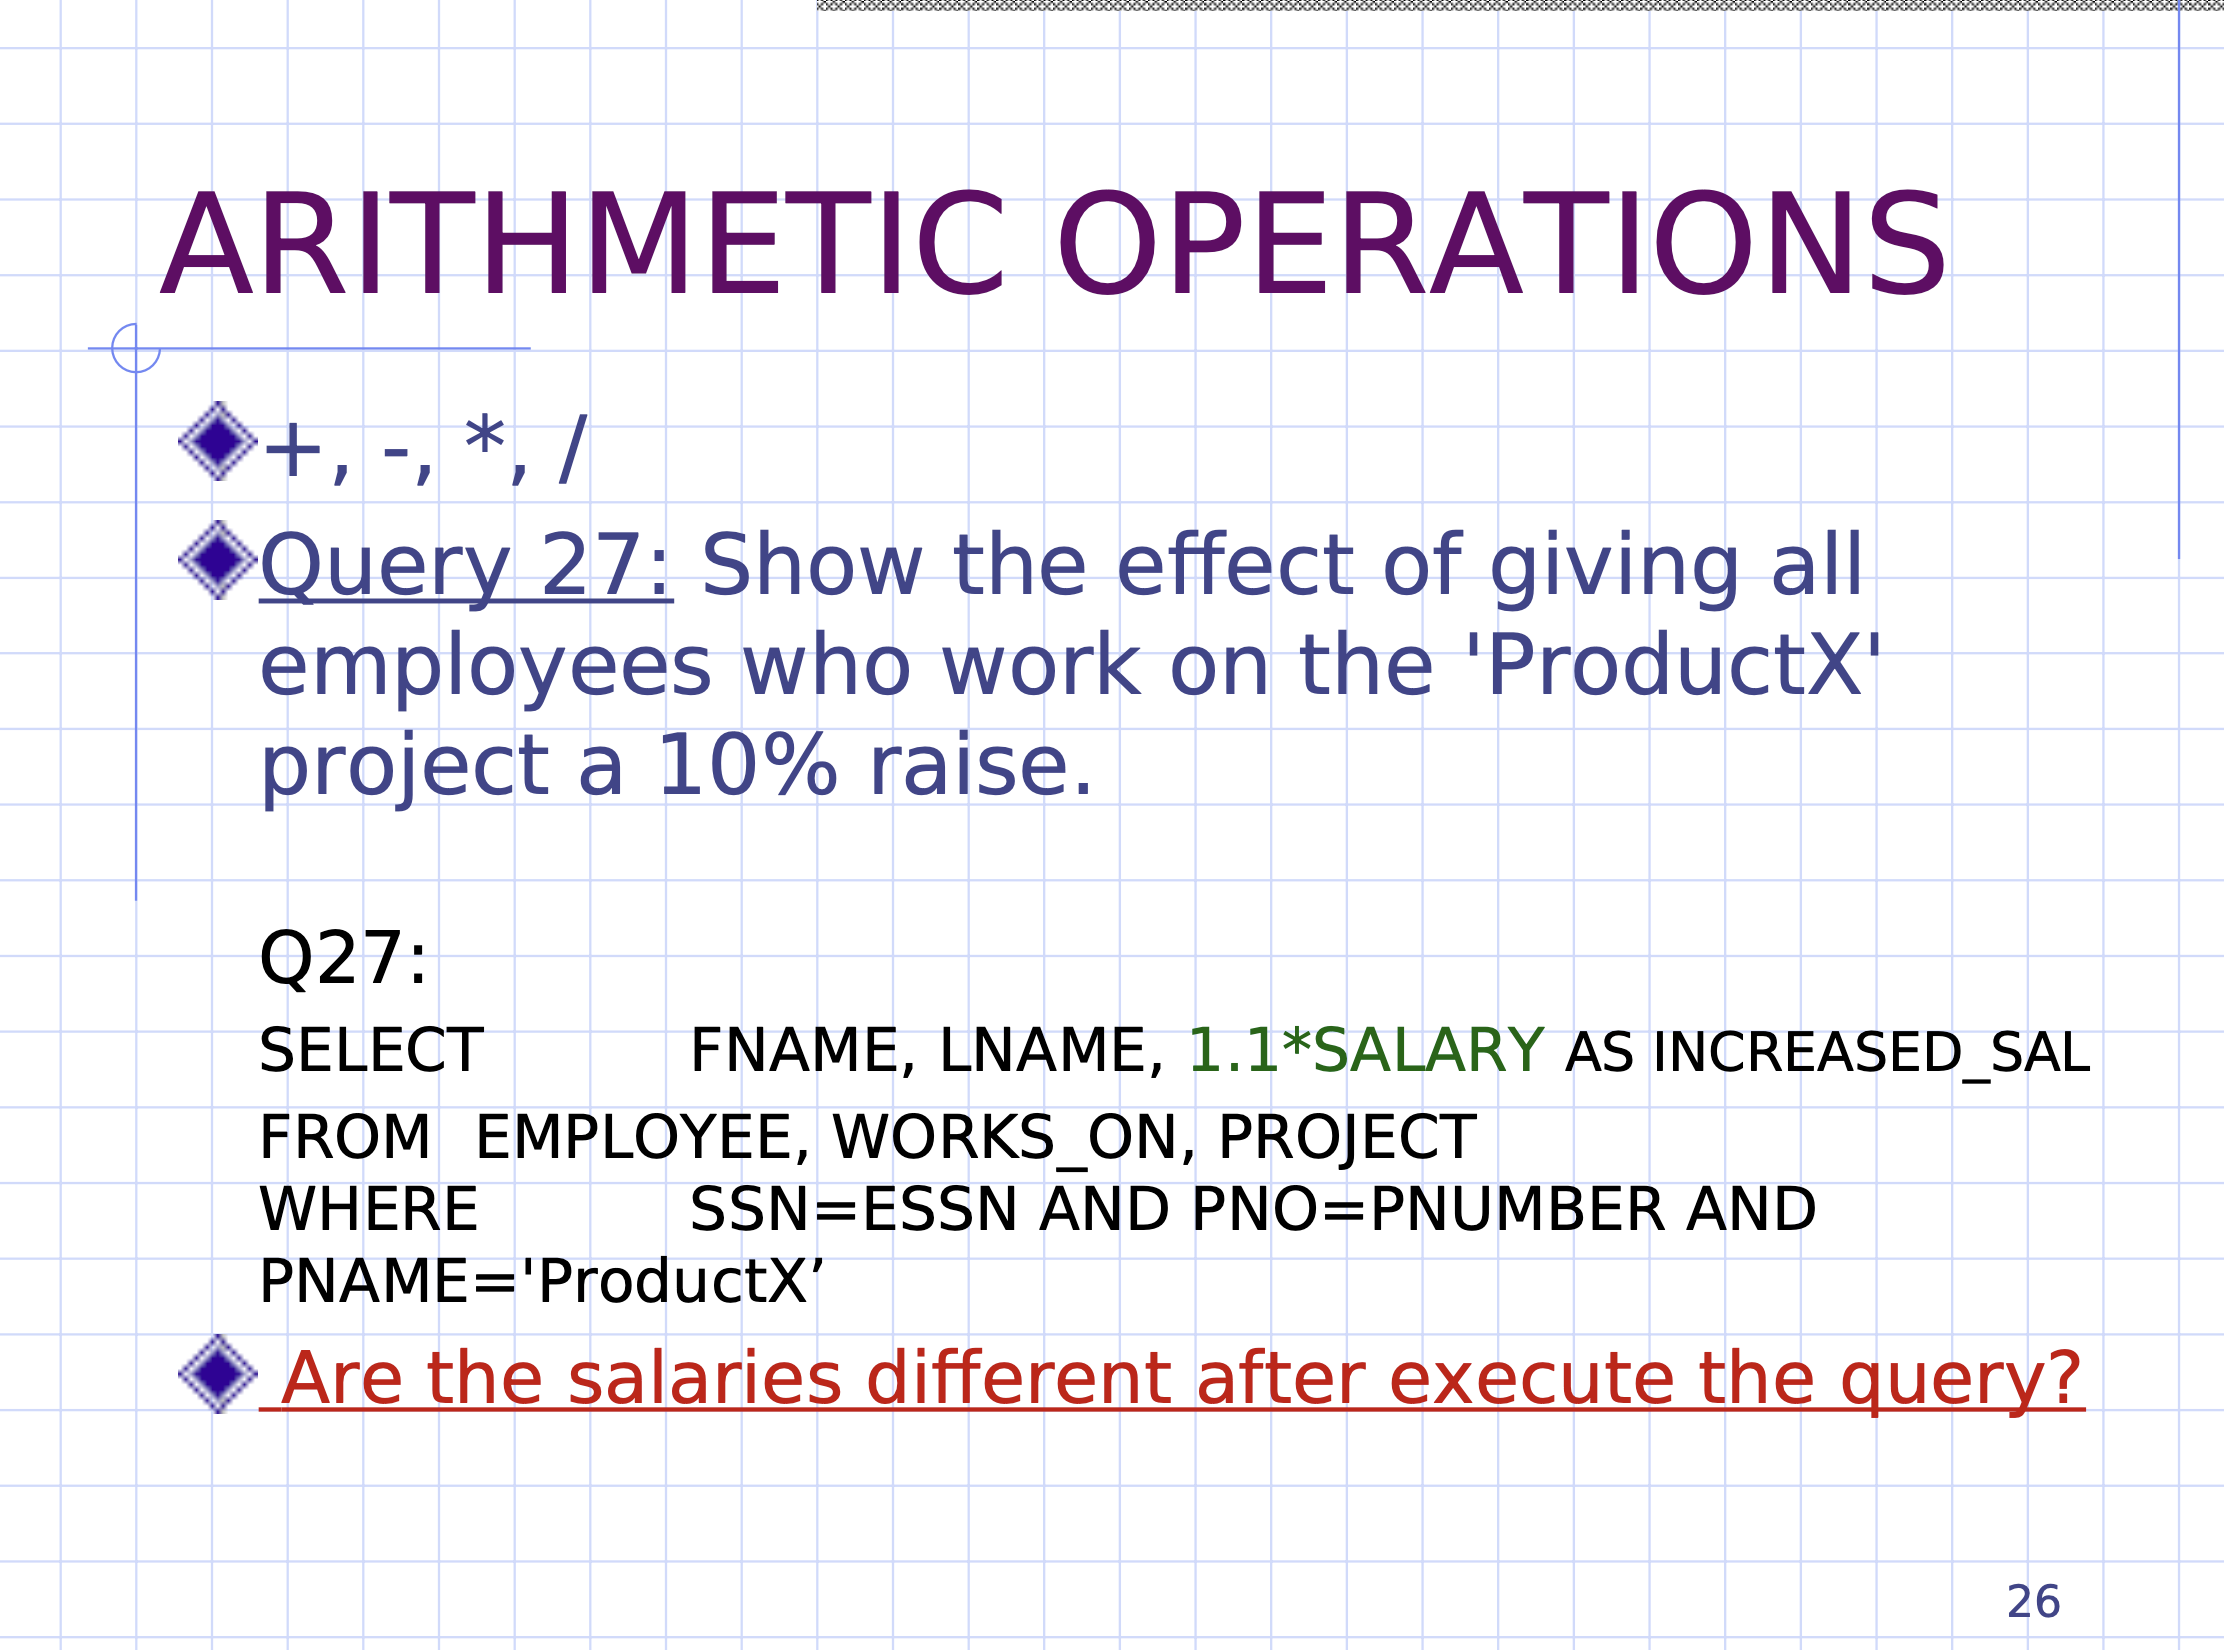 ARITHMETIC OPERATIONS
+, -, *, /
Query 27: Show the effect of giving all
employees who work on the 'ProductX'
project a 10% raise.
Q27:
SELECT FNAME, LNAME, 1.1*SALARY AS INCREASED_SAL
FROM EMPLOYEE, WORKS_ON, PROJECT
WHERE SSN=ESSN AND PNO=PNUMBER AND
PNAME='ProductX’
Are the salaries different after execute the query?
26